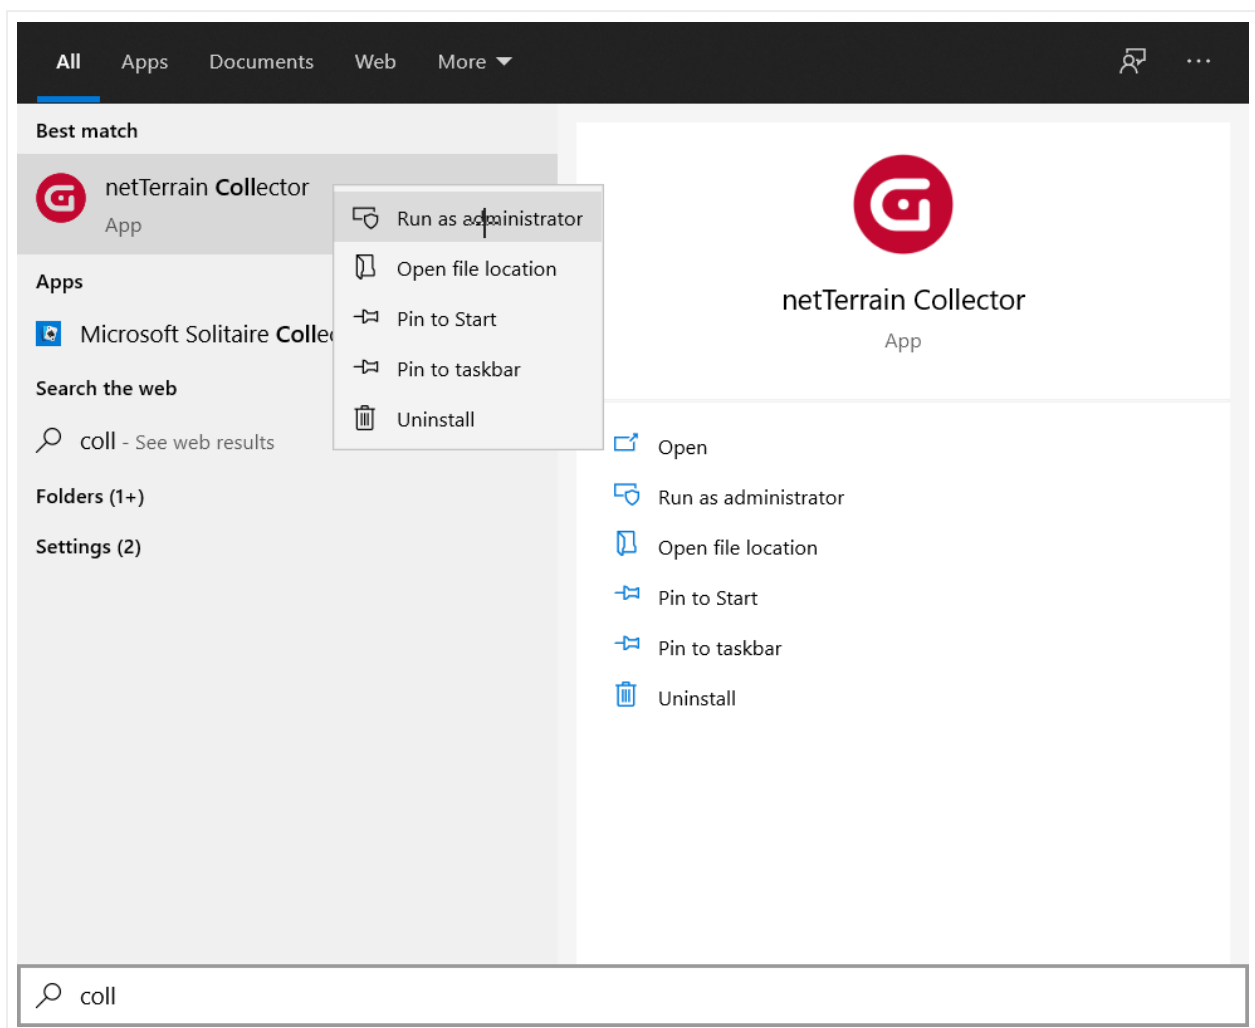 All Apps Documents Web More
Best match
netTerrain Collector
App
Run as administrator
Open file location
Pin to Start
Pin to taskbar
Uninstall
Apps
Microsoft Solitaire
Search the web
coll - See web results
Folders (1+)
Settings (2)
netTerrain Collector
App
Open
Run as administrator
Open file location
Pin to Start
Pin to taskbar
Uninstall
coll